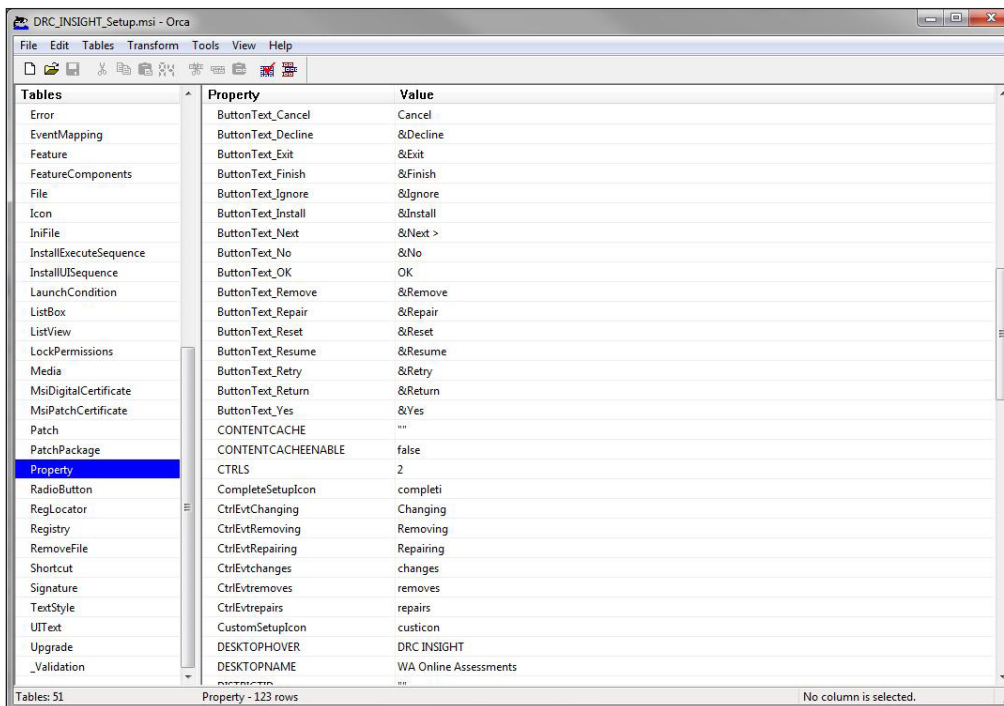 DRC_INSIGHT_Setup.msi - Orca
File Edit Tables Transform Tools View Help
Tables Property Value
Error ButtonText_Cancel Cancel
EventMapping ButtonText_Decline &Decline
Feature ButtonText_Exit &Exit
FeatureComponents ButtonText_Finish &Finish
File ButtonText_Ignore &Ignore
Icon ButtonText_Install &Install
IniFile ButtonText_Next &Next >
InstallExecuteSequence ButtonText_No &No
InstallUISequence ButtonText_OK OK
LaunchCondition ButtonText_Remove &Remove
ListBox ButtonText_Repair &Repair
ListView ButtonText_Reset &Reset
LockPermissions ButtonText_Resume &Resume
Media ButtonText_Retry &Retry
MsiDigitalCertificate ButtonText_Return &Return
MsiPatchCertificate ButtonText_Yes &Yes
Patch CONTENTCACHE ""
PatchPackage CONTENTCACHEENABLE false
Property CTRLS 2
RadioButton CompleteSetupIcon completi
RegLocator CtrlEvtChanging Changing
Registry CtrlEvtRemoving Removing
RemoveFile CtrlEvtRepairing Repairing
Shortcut CtrlEvtchanges changes
Signature CtrlEvtremoves removes
TextStyle CtrlEvtrepairs repairs
UIText CustomSetupIcon custicon
Upgrade DESKTOPHOVER DRC INSIGHT
_Validation DESKTOPNAME WA Online Assessments
DISTRICTID ""
Tables: 51 Property - 123 rows No column is selected.